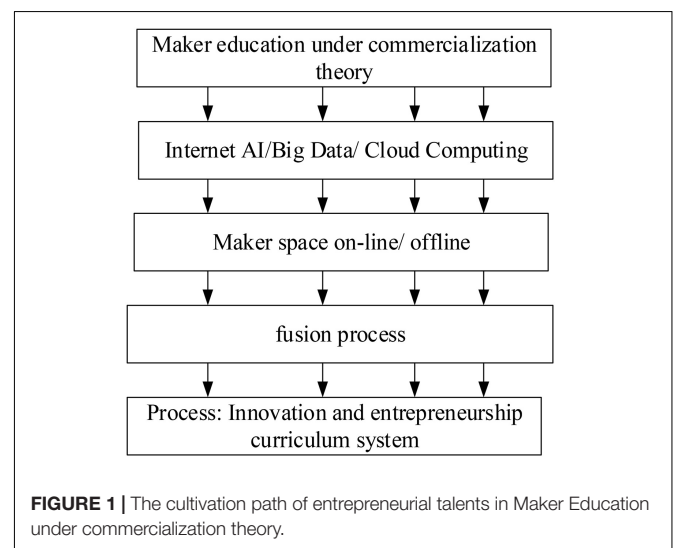 Maker education under commercialization
theory
Internet AI/Big Data/ Cloud Computing
Maker space on-line/ offline
fusion process
Process: Innovation and entrepreneurship
curriculum system
FIGURE 1 | The cultivation path of entrepreneurial talents in Maker Education
under commercialization theory.